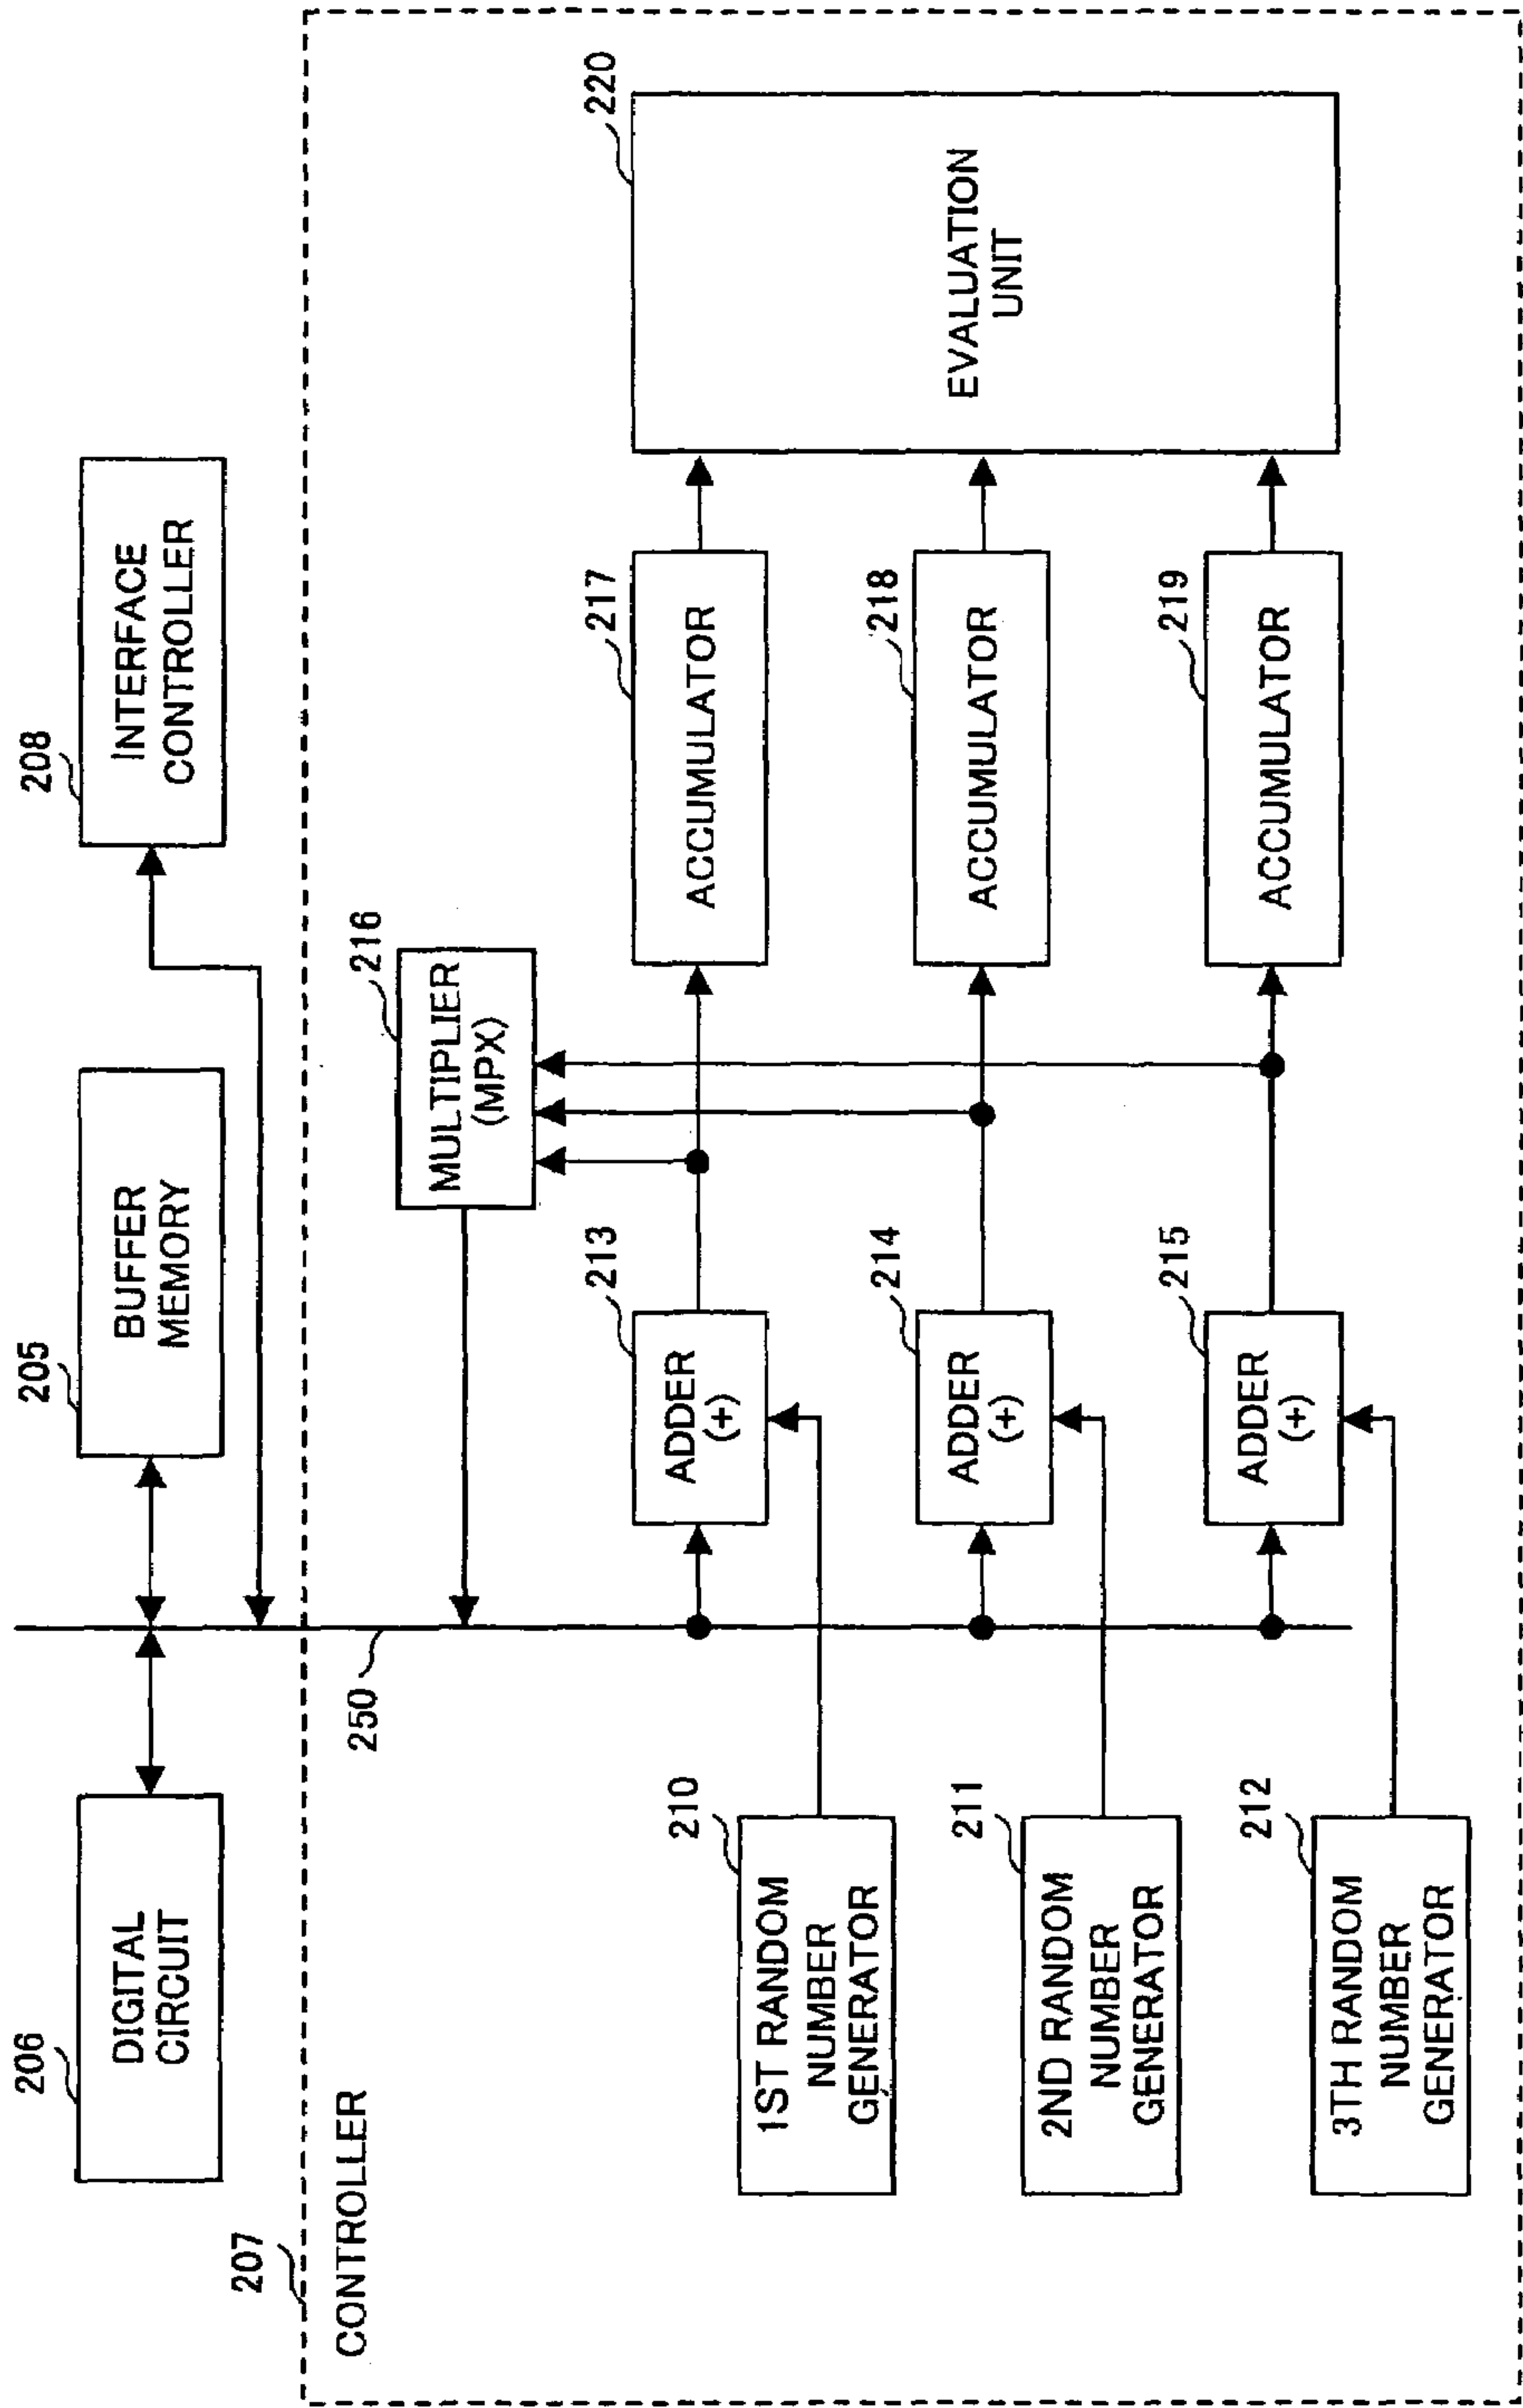 206
DIGITAL
CIRCUIT
205
BUFFER
MEMORY
208
INTERFACE
CONTROLLER
207
CONTROLLER
250
216
MULTIPLIER
(MPX)
210
1ST RANDOM
NUMBER
GENERATOR
213
ADDER
(+)
217
ACCUMULATOR
220
EVALUATION
UNIT
211
2ND RANDOM
NUMBER
GENERATOR
214
ADDER
(+)
218
ACCUMULATOR
212
3TH RANDOM
NUMBER
GENERATOR
215
ADDER
(+)
219
ACCUMULATOR